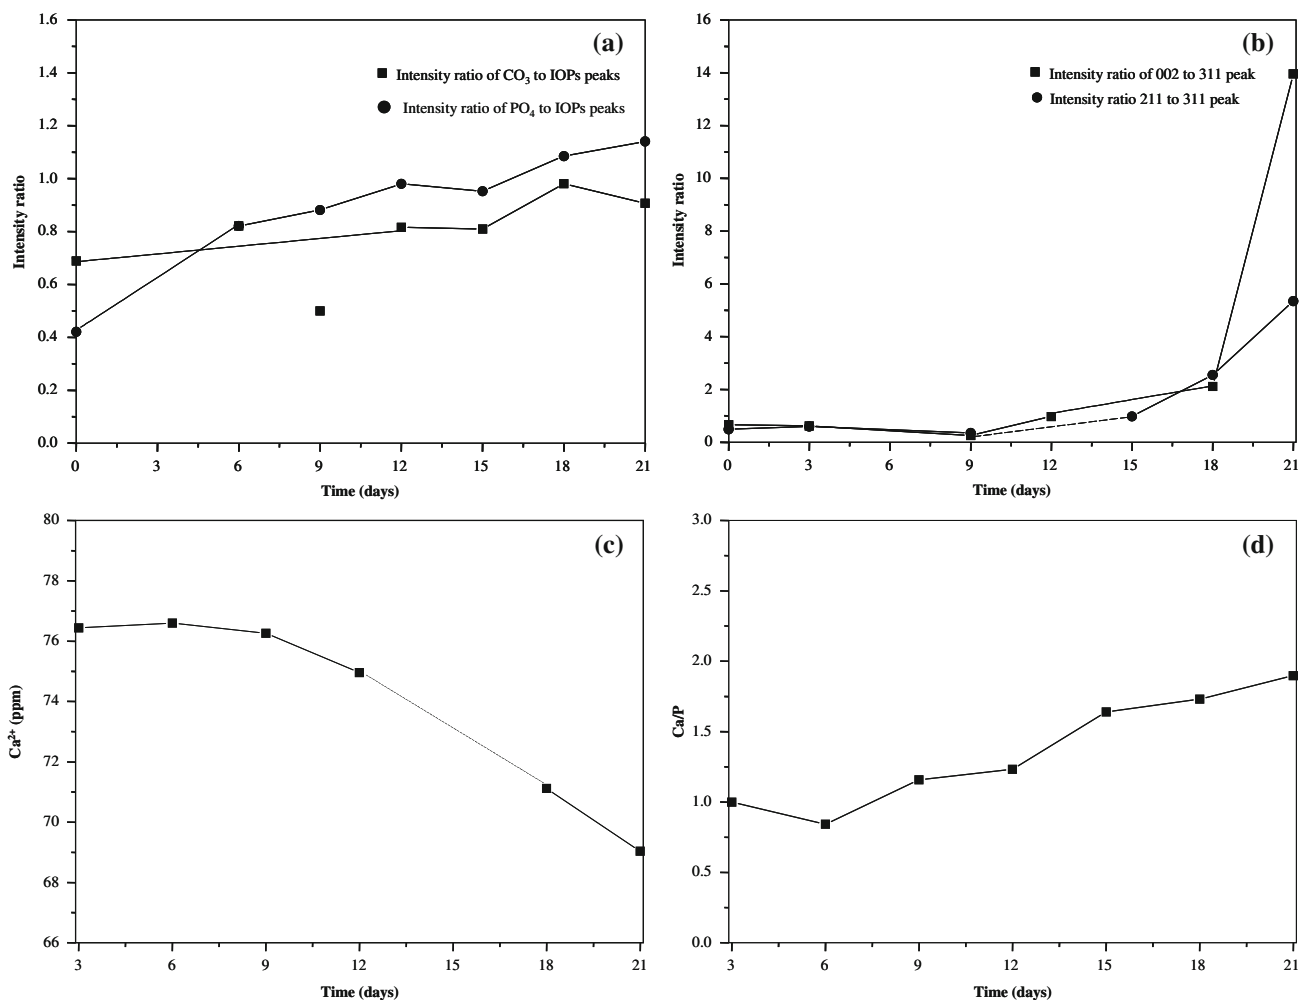 (a)
Intensity ratio of CO3 to IOPs peaks
Intensity ratio of PO4 to IOPs peaks
1.6
1.4
1.2
1.0
0.8
0.6
0.4
0.2
0.0
Intensity ratio
0 3 6 9 12 15 18 21
Time (days)
(b)
Intensity ratio of 002 to 311 peak
Intensity ratio 211 to 311 peak
16
14
12
10
8
6
4
2
0
Intensity ratio
0 3 6 9 12 15 18 21
Time (days)
(c)
80
78
76
74
72
70
68
66
Ca2+ (ppm)
3 6 9 12 15 18 21
Time (days)
(d)
3.0
2.5
2.0
1.5
1.0
0.5
0.0
Ca/P
3 6 9 12 15 18 21
Time (days)